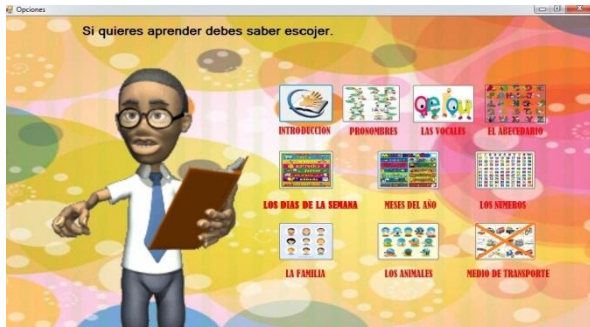 Opciones
Si quieres aprender debes saber escojer.
INTRODUCCION PRONOMBRES LAS VOCALES EL ABECEDARIO
LOS DIAS DE LA SEMANA MESES DEL AÑO LOS NUMEROS
LA FAMILIA LOS ANIMALES MEDIO DE TRANSPORTE